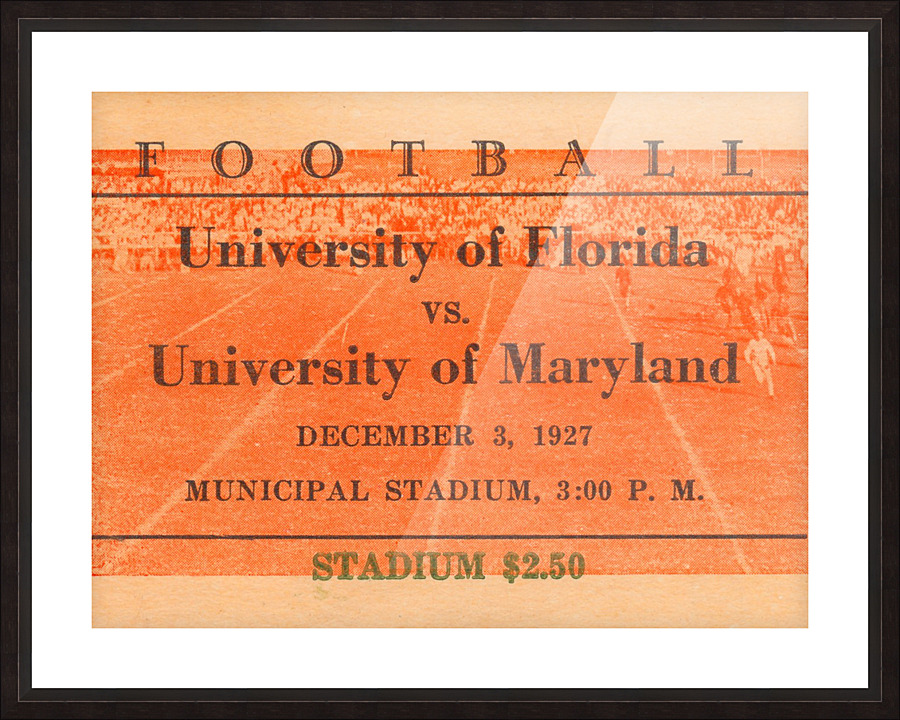 FOOTBALL
University of Florida
vs.
University of Maryland
DECEMBER 3, 1927
MUNICIPAL STADIUM, 3:00 P. M.
STADIUM $2.50